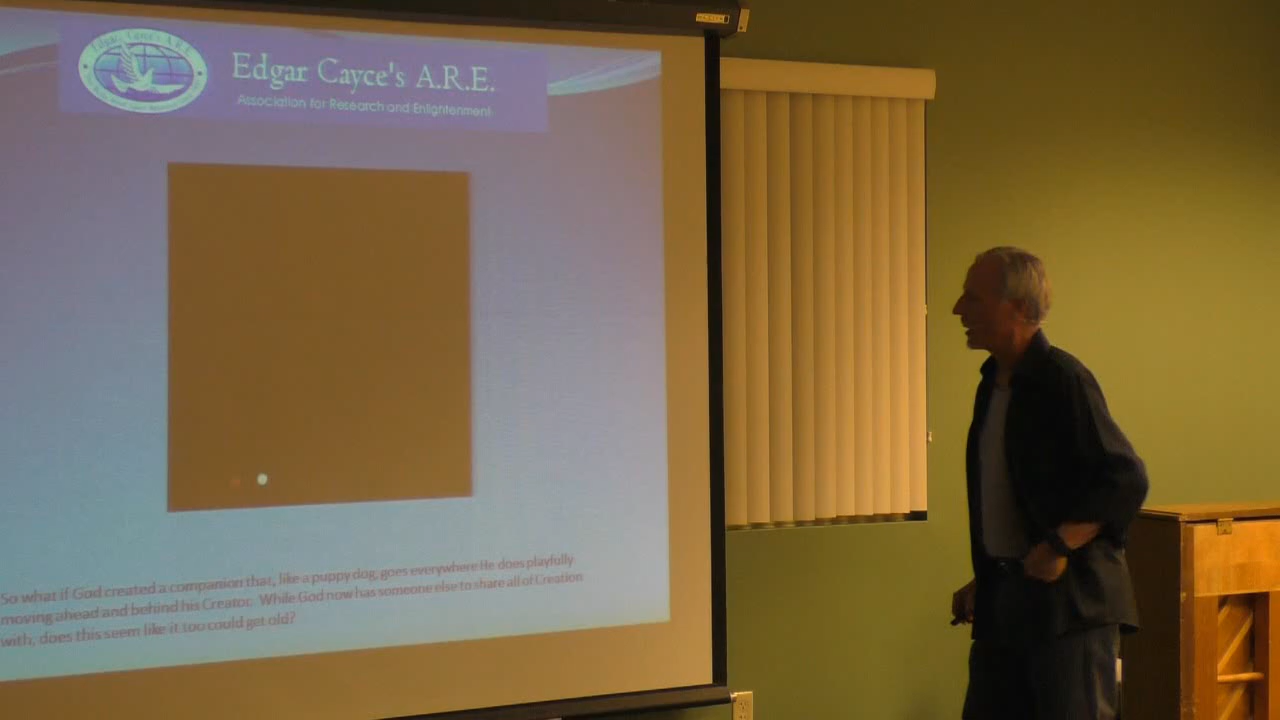 Edgar Cayce's A.R.E.
Edgar Cayce's A.R.E.
Association for Research and Enlightenment
So what if God created a companion that, like a puppy dog, goes everywhere He does playfully
moving ahead and behind his Creator. While God now has someone else to share all of Creation
with, does this seem like it too could get old?